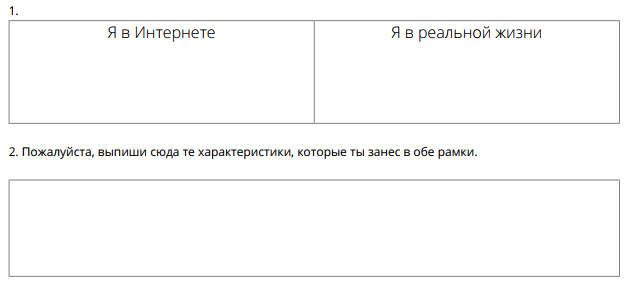 1.
Я в Интернете
Я в реальной жизни
2. Пожалуйста, выпиши сюда те характеристики, которые ты занес в обе рамки.